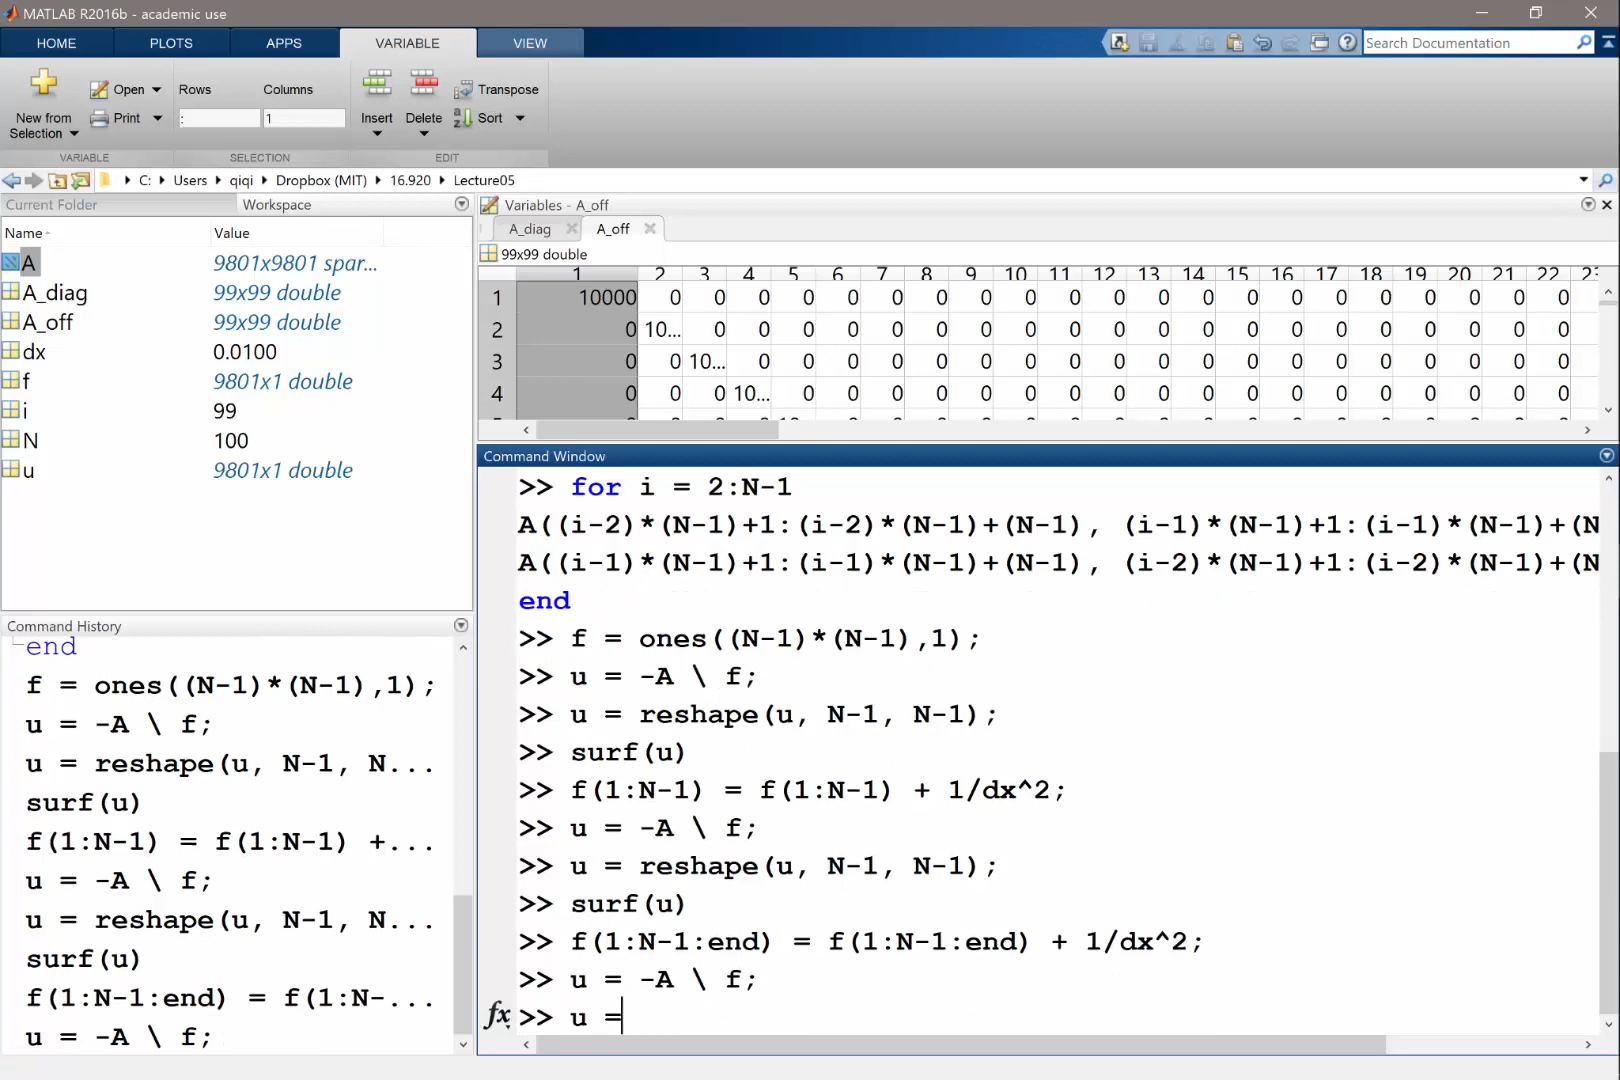 MATLAB R2016b - academic use
HOME PLOTS APPS VARIABLE VIEW
Search Documentation
New from Selection
Open
Print
Rows Columns
: 1
Insert Delete
Transpose
Sort
VARIABLE SELECTION EDIT
C: Users qiqi Dropbox (MIT) 16.920 Lecture05
Current Folder Workspace
Name Value
A 9801x9801 spar...
A_diag 99x99 double
A_off 99x99 double
dx 0.0100
f 9801x1 double
i 99
N 100
u 9801x1 double
Variables - A_off
A_diag A_off
99x99 double
1 2 3 4 5 6 7 8 9 10 11 12 13 14 15 16 17 18 19 20 21 22
1 10000 0 0 0 0 0 0 0 0 0 0 0 0 0 0 0 0 0 0 0 0 0
2 0 10... 0 0 0 0 0 0 0 0 0 0 0 0 0 0 0 0 0 0 0 0
3 0 0 10... 0 0 0 0 0 0 0 0 0 0 0 0 0 0 0 0 0 0 0
4 0 0 0 10... 0 0 0 0 0 0 0 0 0 0 0 0 0 0 0 0 0 0
Command Window
>> for i = 2:N-1
A((i-2)*(N-1)+1:(i-2)*(N-1)+(N-1), (i-1)*(N-1)+1:(i-1)*(N-1)+(N
A((i-1)*(N-1)+1:(i-1)*(N-1)+(N-1), (i-2)*(N-1)+1:(i-2)*(N-1)+(N
end
>> f = ones((N-1)*(N-1),1);
>> u = -A \ f;
>> u = reshape(u, N-1, N-1);
>> surf(u)
>> f(1:N-1) = f(1:N-1) + 1/dx^2;
>> u = -A \ f;
>> u = reshape(u, N-1, N-1);
>> surf(u)
>> f(1:N-1:end) = f(1:N-1:end) + 1/dx^2;
>> u = -A \ f;
fx >> u =
Command History
end
f = ones((N-1)*(N-1),1);
u = -A \ f;
u = reshape(u, N-1, N...
surf(u)
f(1:N-1) = f(1:N-1) +...
u = -A \ f;
u = reshape(u, N-1, N...
surf(u)
f(1:N-1:end) = f(1:N-...
u = -A \ f;